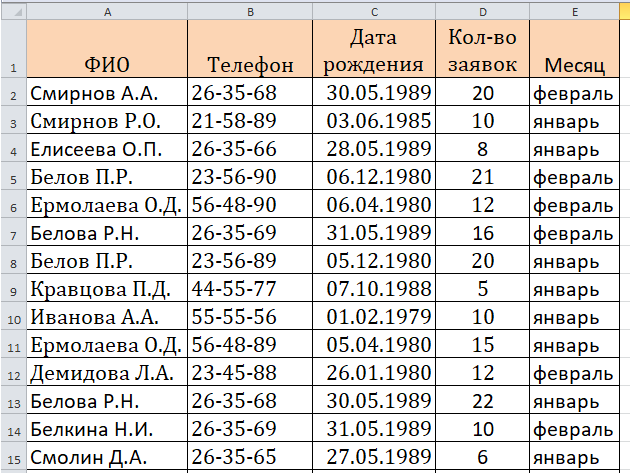 A B C D E
1 ФИО Телефон Дата рождения Кол-во заявок Месяц
2 Смирнов А.А. 26-35-68 30.05.1989 20 февраль
3 Смирнов Р.О. 21-58-89 03.06.1985 10 январь
4 Елисеева О.П. 26-35-66 28.05.1989 8 январь
5 Белов П.Р. 23-56-90 06.12.1980 21 февраль
6 Ермолаева О.Д. 56-48-90 06.04.1980 12 февраль
7 Белова Р.Н. 26-35-69 31.05.1989 16 февраль
8 Белов П.Р. 23-56-89 05.12.1980 20 январь
9 Кравцова П.Д. 44-55-77 07.10.1988 5 январь
10 Иванова А.А. 55-55-56 01.02.1979 10 январь
11 Ермолаева О.Д. 56-48-89 05.04.1980 15 январь
12 Демидова Л.А. 23-45-88 26.01.1980 12 февраль
13 Белова Р.Н. 26-35-68 30.05.1989 22 январь
14 Белкина Н.И. 26-35-69 31.05.1989 10 февраль
15 Смолин Д.А. 26-35-65 27.05.1989 6 январь